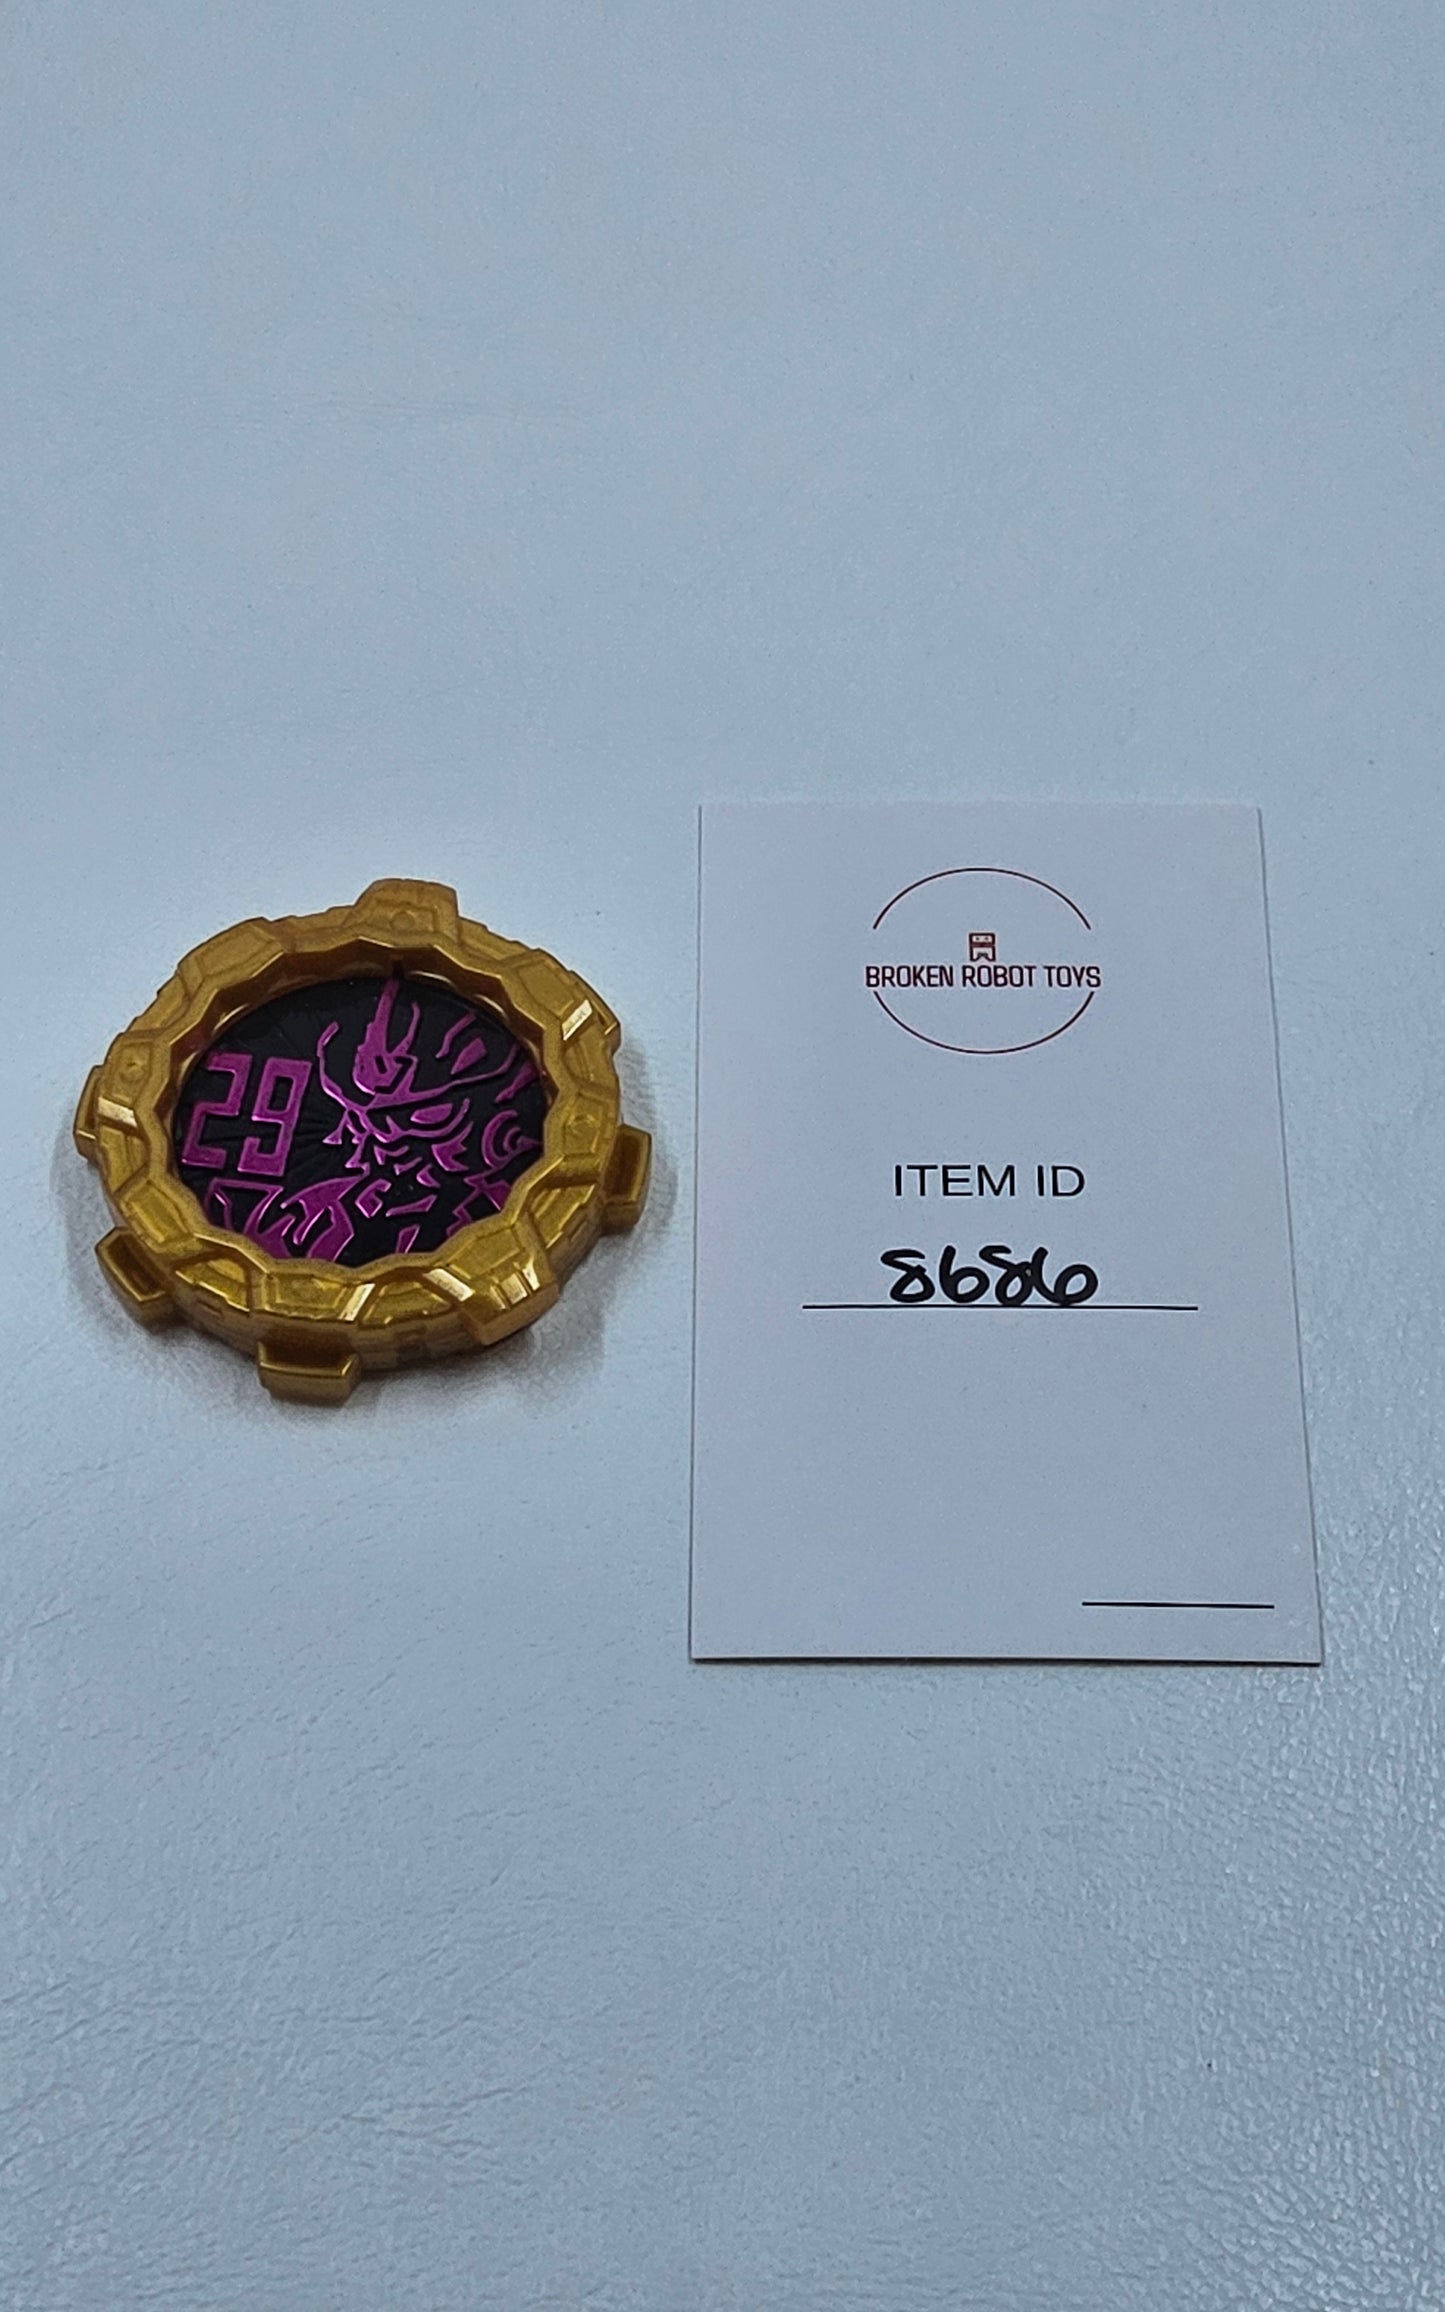 29
BROKEN ROBOT TOYS
ITEM ID
8686